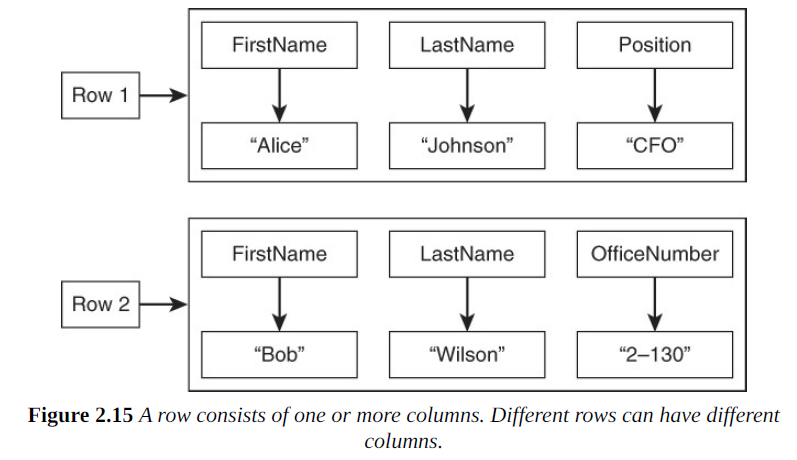 FirstName LastName Position
Row 1
“Alice” “Johnson” “CFO”
FirstName LastName OfficeNumber
Row 2
“Bob” “Wilson” “2–130”
Figure 2.15 A row consists of one or more columns. Different rows can have different
columns.